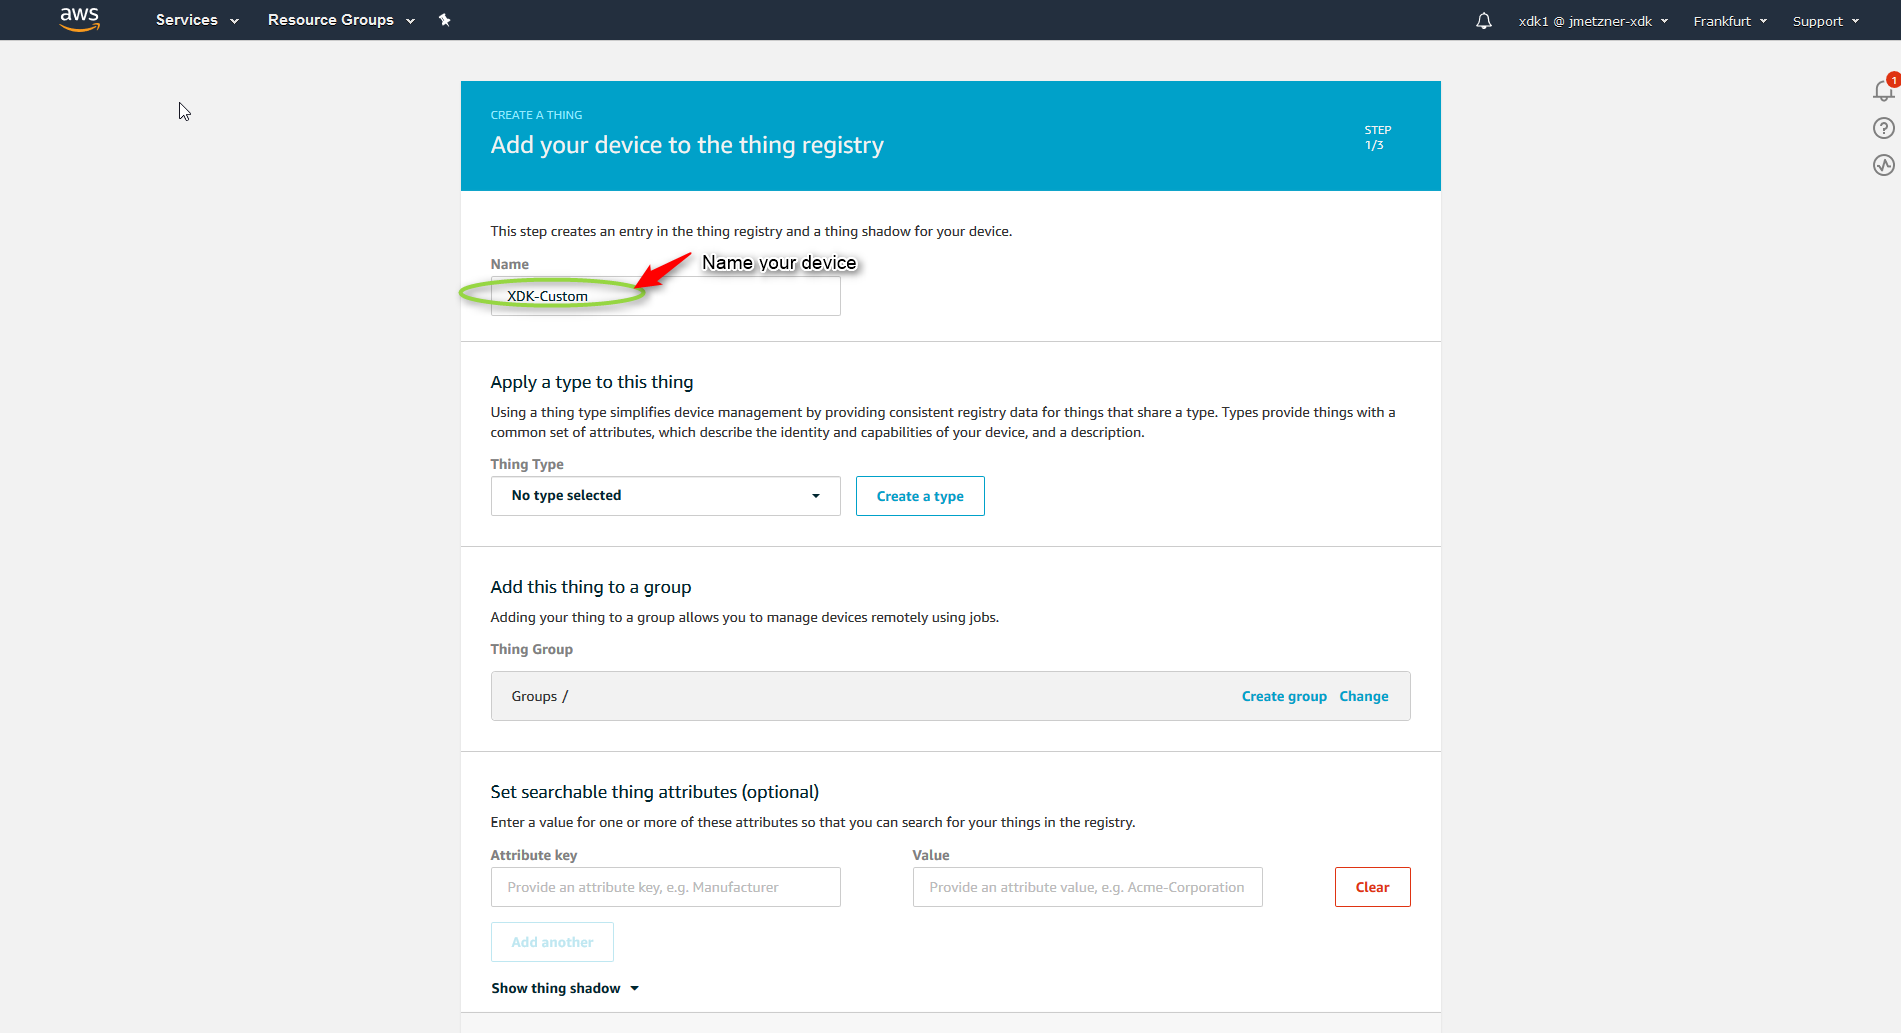 aws Services Resource Groups xdk1 @ jmetzner-xdk Frankfurt Support
1
CREATE A THING
Add your device to the thing registry
STEP
1/3
This step creates an entry in the thing registry and a thing shadow for your device.
Name
Name your device
XDK-Custom
Apply a type to this thing
Using a thing type simplifies device management by providing consistent registry data for things that share a type. Types provide things with a
common set of attributes, which describe the identity and capabilities of your device, and a description.
Thing Type
No type selected Create a type
Add this thing to a group
Adding your thing to a group allows you to manage devices remotely using jobs.
Thing Group
Groups / Create group Change
Set searchable thing attributes (optional)
Enter a value for one or more of these attributes so that you can search for your things in the registry.
Attribute key Value
Provide an attribute key, e.g. Manufacturer Provide an attribute value, e.g. Acme-Corporation Clear
Add another
Show thing shadow